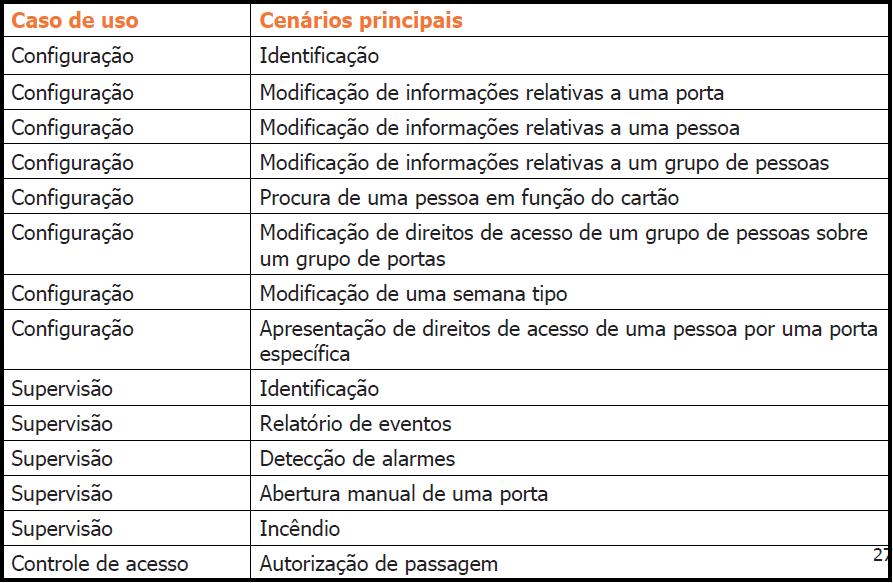 Caso de uso Cenários principais
Configuração Identificação
Configuração Modificação de informações relativas a uma porta
Configuração Modificação de informações relativas a uma pessoa
Configuração Modificação de informações relativas a um grupo de pessoas
Configuração Procura de uma pessoa em função do cartão
Configuração Modificação de direitos de acesso de um grupo de pessoas sobre
um grupo de portas
Configuração Modificação de uma semana tipo
Configuração Apresentação de direitos de acesso de uma pessoa por uma porta
específica
Supervisão Identificação
Supervisão Relatório de eventos
Supervisão Detecção de alarmes
Supervisão Abertura manual de uma porta
Supervisão Incêndio
Controle de acesso Autorização de passagem
27